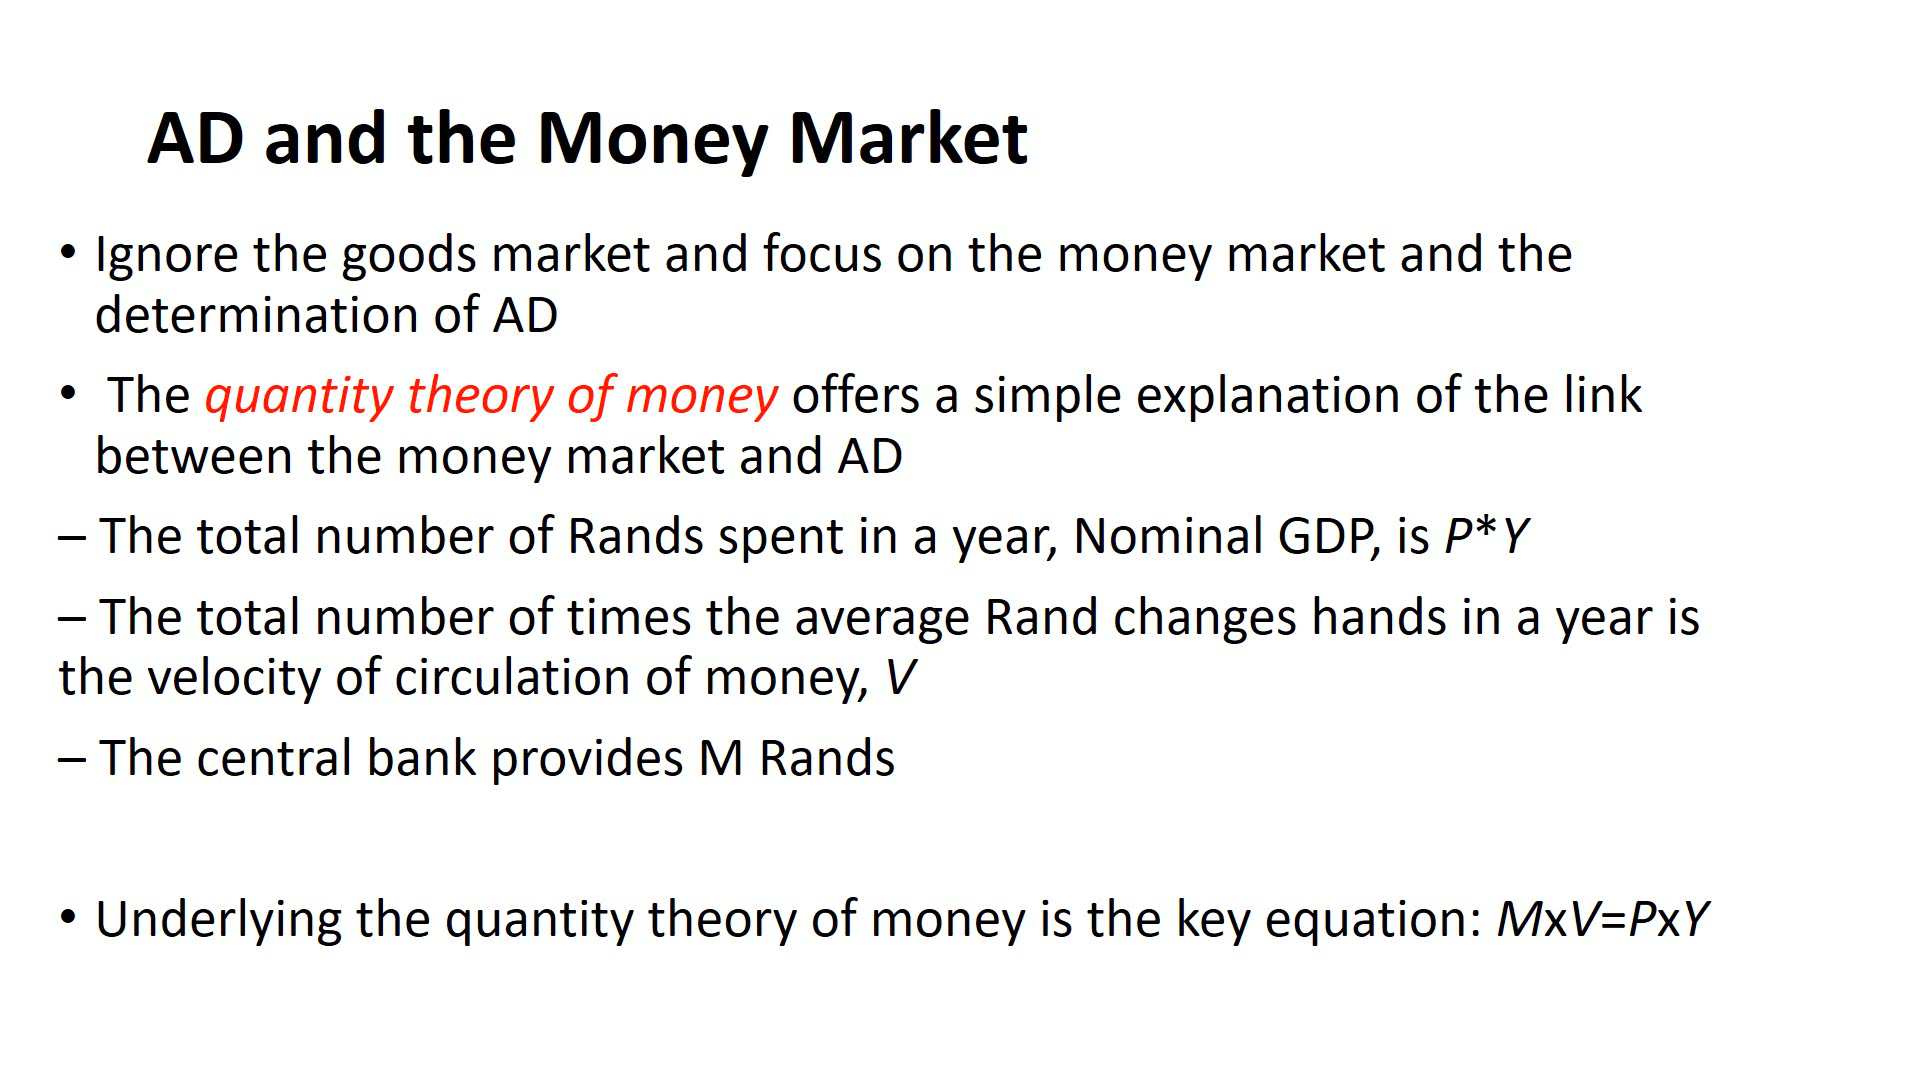 AD and the Money Market
• Ignore the goods market and focus on the money market and the
determination of AD
• The quantity theory of money offers a simple explanation of the link
between the money market and AD
– The total number of Rands spent in a year, Nominal GDP, is P*Y
– The total number of times the average Rand changes hands in a year is
the velocity of circulation of money, V
– The central bank provides M Rands
• Underlying the quantity theory of money is the key equation: MxV=PxY